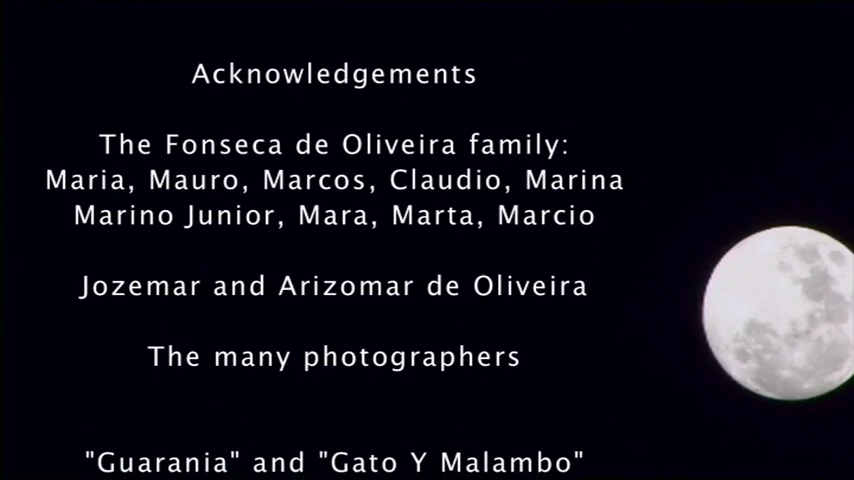 Acknowledgements
The Fonseca de Oliveira family:
Maria, Mauro, Marcos, Claudio, Marina
Marino Junior, Mara, Marta, Marcio
Jozemar and Arizomar de Oliveira
The many photographers
"Guarania" and "Gato Y Malambo"